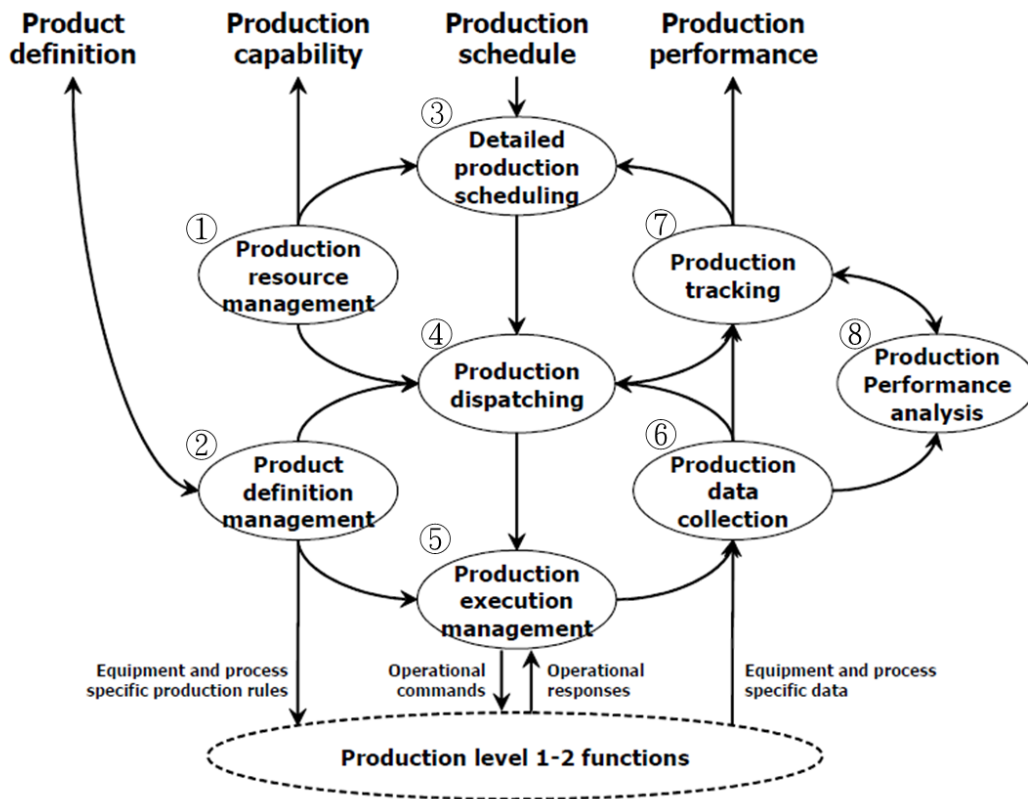 Product
definition
Production
capability
Production
schedule
Production
performance
③
Detailed
production
scheduling
①
Production
resource
management
⑦
Production
tracking
④
Production
dispatching
⑧
Production
Performance
analysis
②
Product
definition
management
⑥
Production
data
collection
⑤
Production
execution
management
Equipment and process
specific production rules
Operational
commands
Operational
responses
Equipment and process
specific data
Production level 1-2 functions